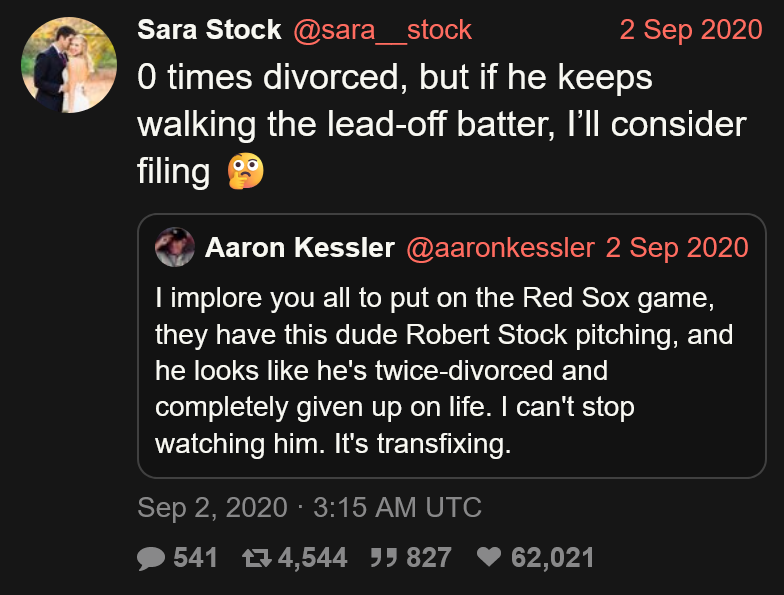 Sara Stock @sara__stock 2 Sep 2020
0 times divorced, but if he keeps
walking the lead-off batter, I’ll consider
filing 🤔
Aaron Kessler @aaronkessler 2 Sep 2020
I implore you all to put on the Red Sox game,
they have this dude Robert Stock pitching, and
he looks like he's twice-divorced and
completely given up on life. I can't stop
watching him. It's transfixing.
Sep 2, 2020 · 3:15 AM UTC
541 4,544 827 62,021